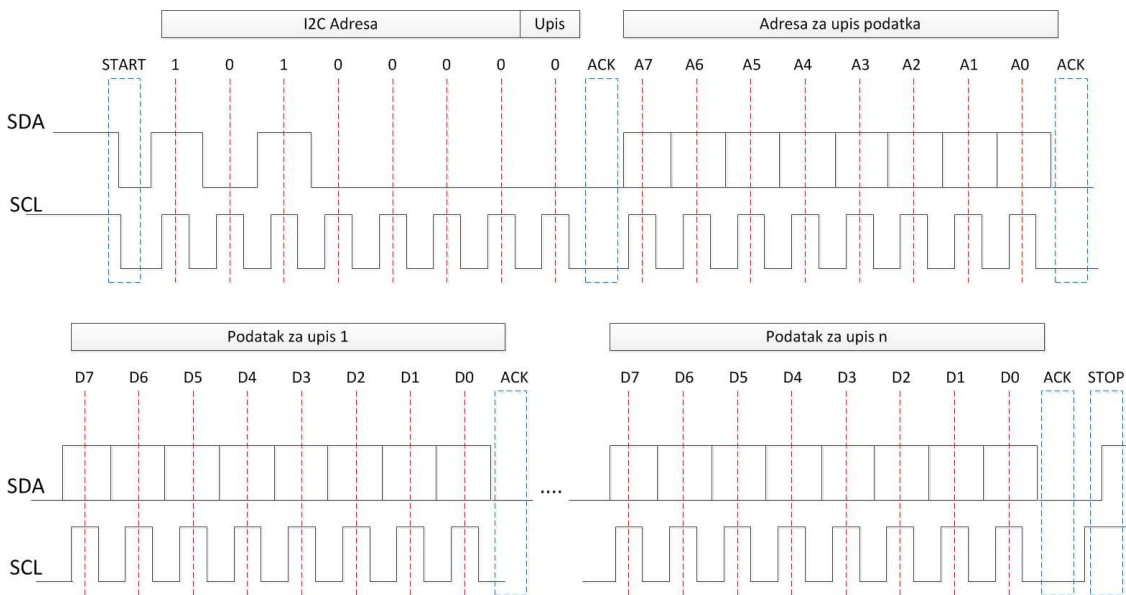 I2C Adresa Upis Adresa za upis podatka
START 1 0 1 0 0 0 0 0 ACK A7 A6 A5 A4 A3 A2 A1 A0 ACK
SDA
SCL
Podatak za upis 1 Podatak za upis n
D7 D6 D5 D4 D3 D2 D1 D0 ACK D7 D6 D5 D4 D3 D2 D1 D0 ACK STOP
SDA ....
SCL